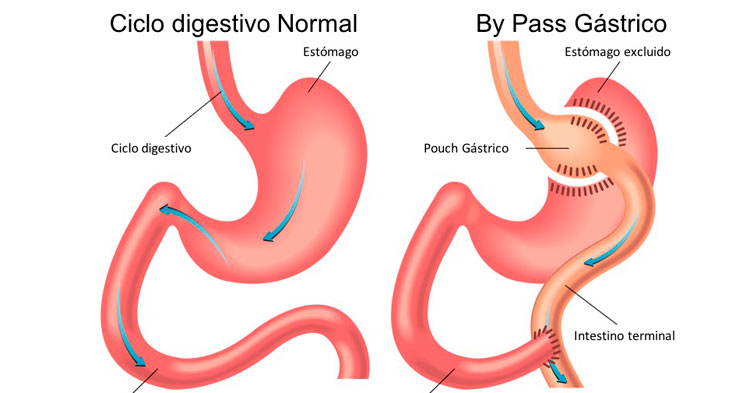 Ciclo digestivo Normal
Estómago
Ciclo digestivo
By Pass Gástrico
Estómago excluido
Pouch Gástrico
Intestino terminal